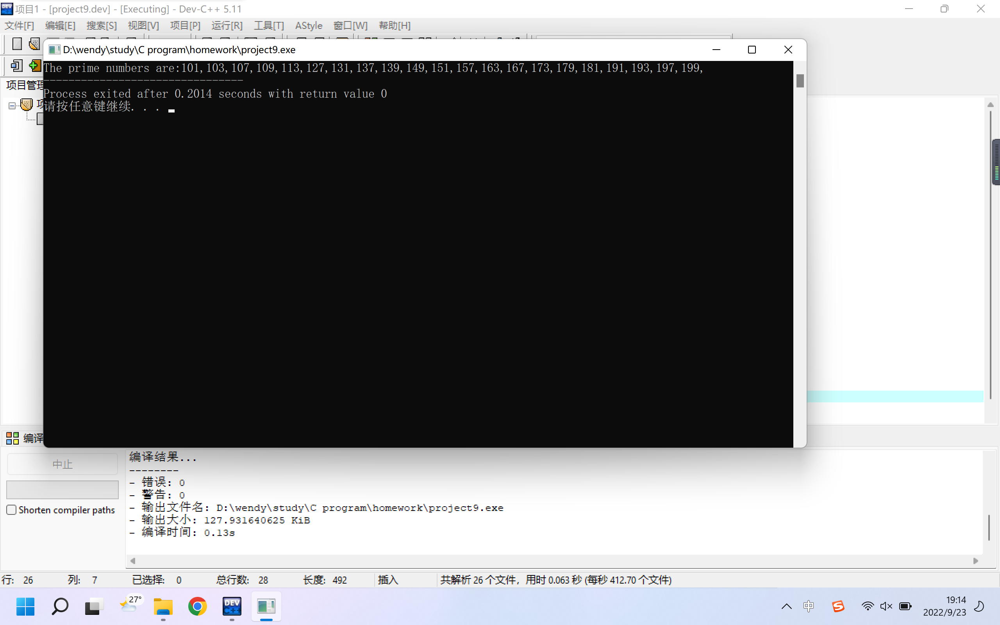 项目1 - [project9.dev] - [Executing] - Dev-C++ 5.11
文件[F] 编辑[E] 搜索[S] 视图[V] 项目[P] 运行[R] 工具[T] AStyle 窗口[W] 帮助[H]
D:\wendy\study\C program\homework\project9.exe
The prime numbers are:101,103,107,109,113,127,131,137,139,149,151,157,163,167,173,179,181,191,193,197,199,
--------------------------------
Process exited after 0.2014 seconds with return value 0
请按任意键继续. . .
项目管理
编译
中止
Shorten compiler paths
编译结果...
--------
- 错误: 0
- 警告: 0
- 输出文件名: D:\wendy\study\C program\homework\project9.exe
- 输出大小: 127.931640625 KiB
- 编译时间: 0.13s
行: 26 列: 7 已选择: 0 总行数: 28 长度: 492 插入 共解析 26 个文件, 用时 0.063 秒 (每秒 412.70 个文件)
27°
DEV C++
中
19:14
2022/9/23